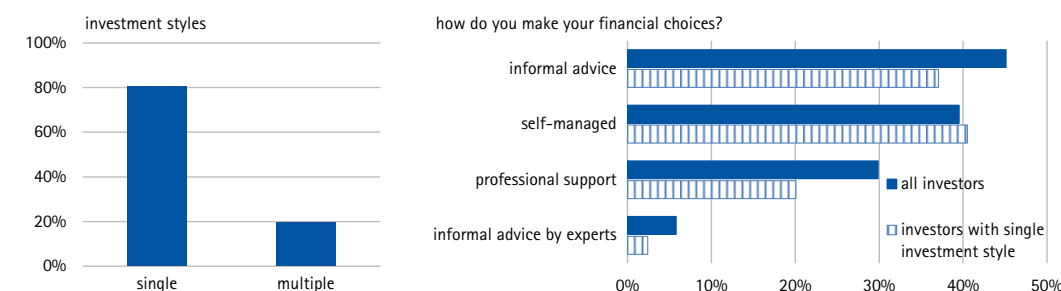 investment styles
100%
80%
60%
40%
20%
0%
single multiple
how do you make your financial choices?
informal advice
self-managed
professional support
informal advice by experts
all investors
investors with single
investment style
0% 10% 20% 30% 40% 50%